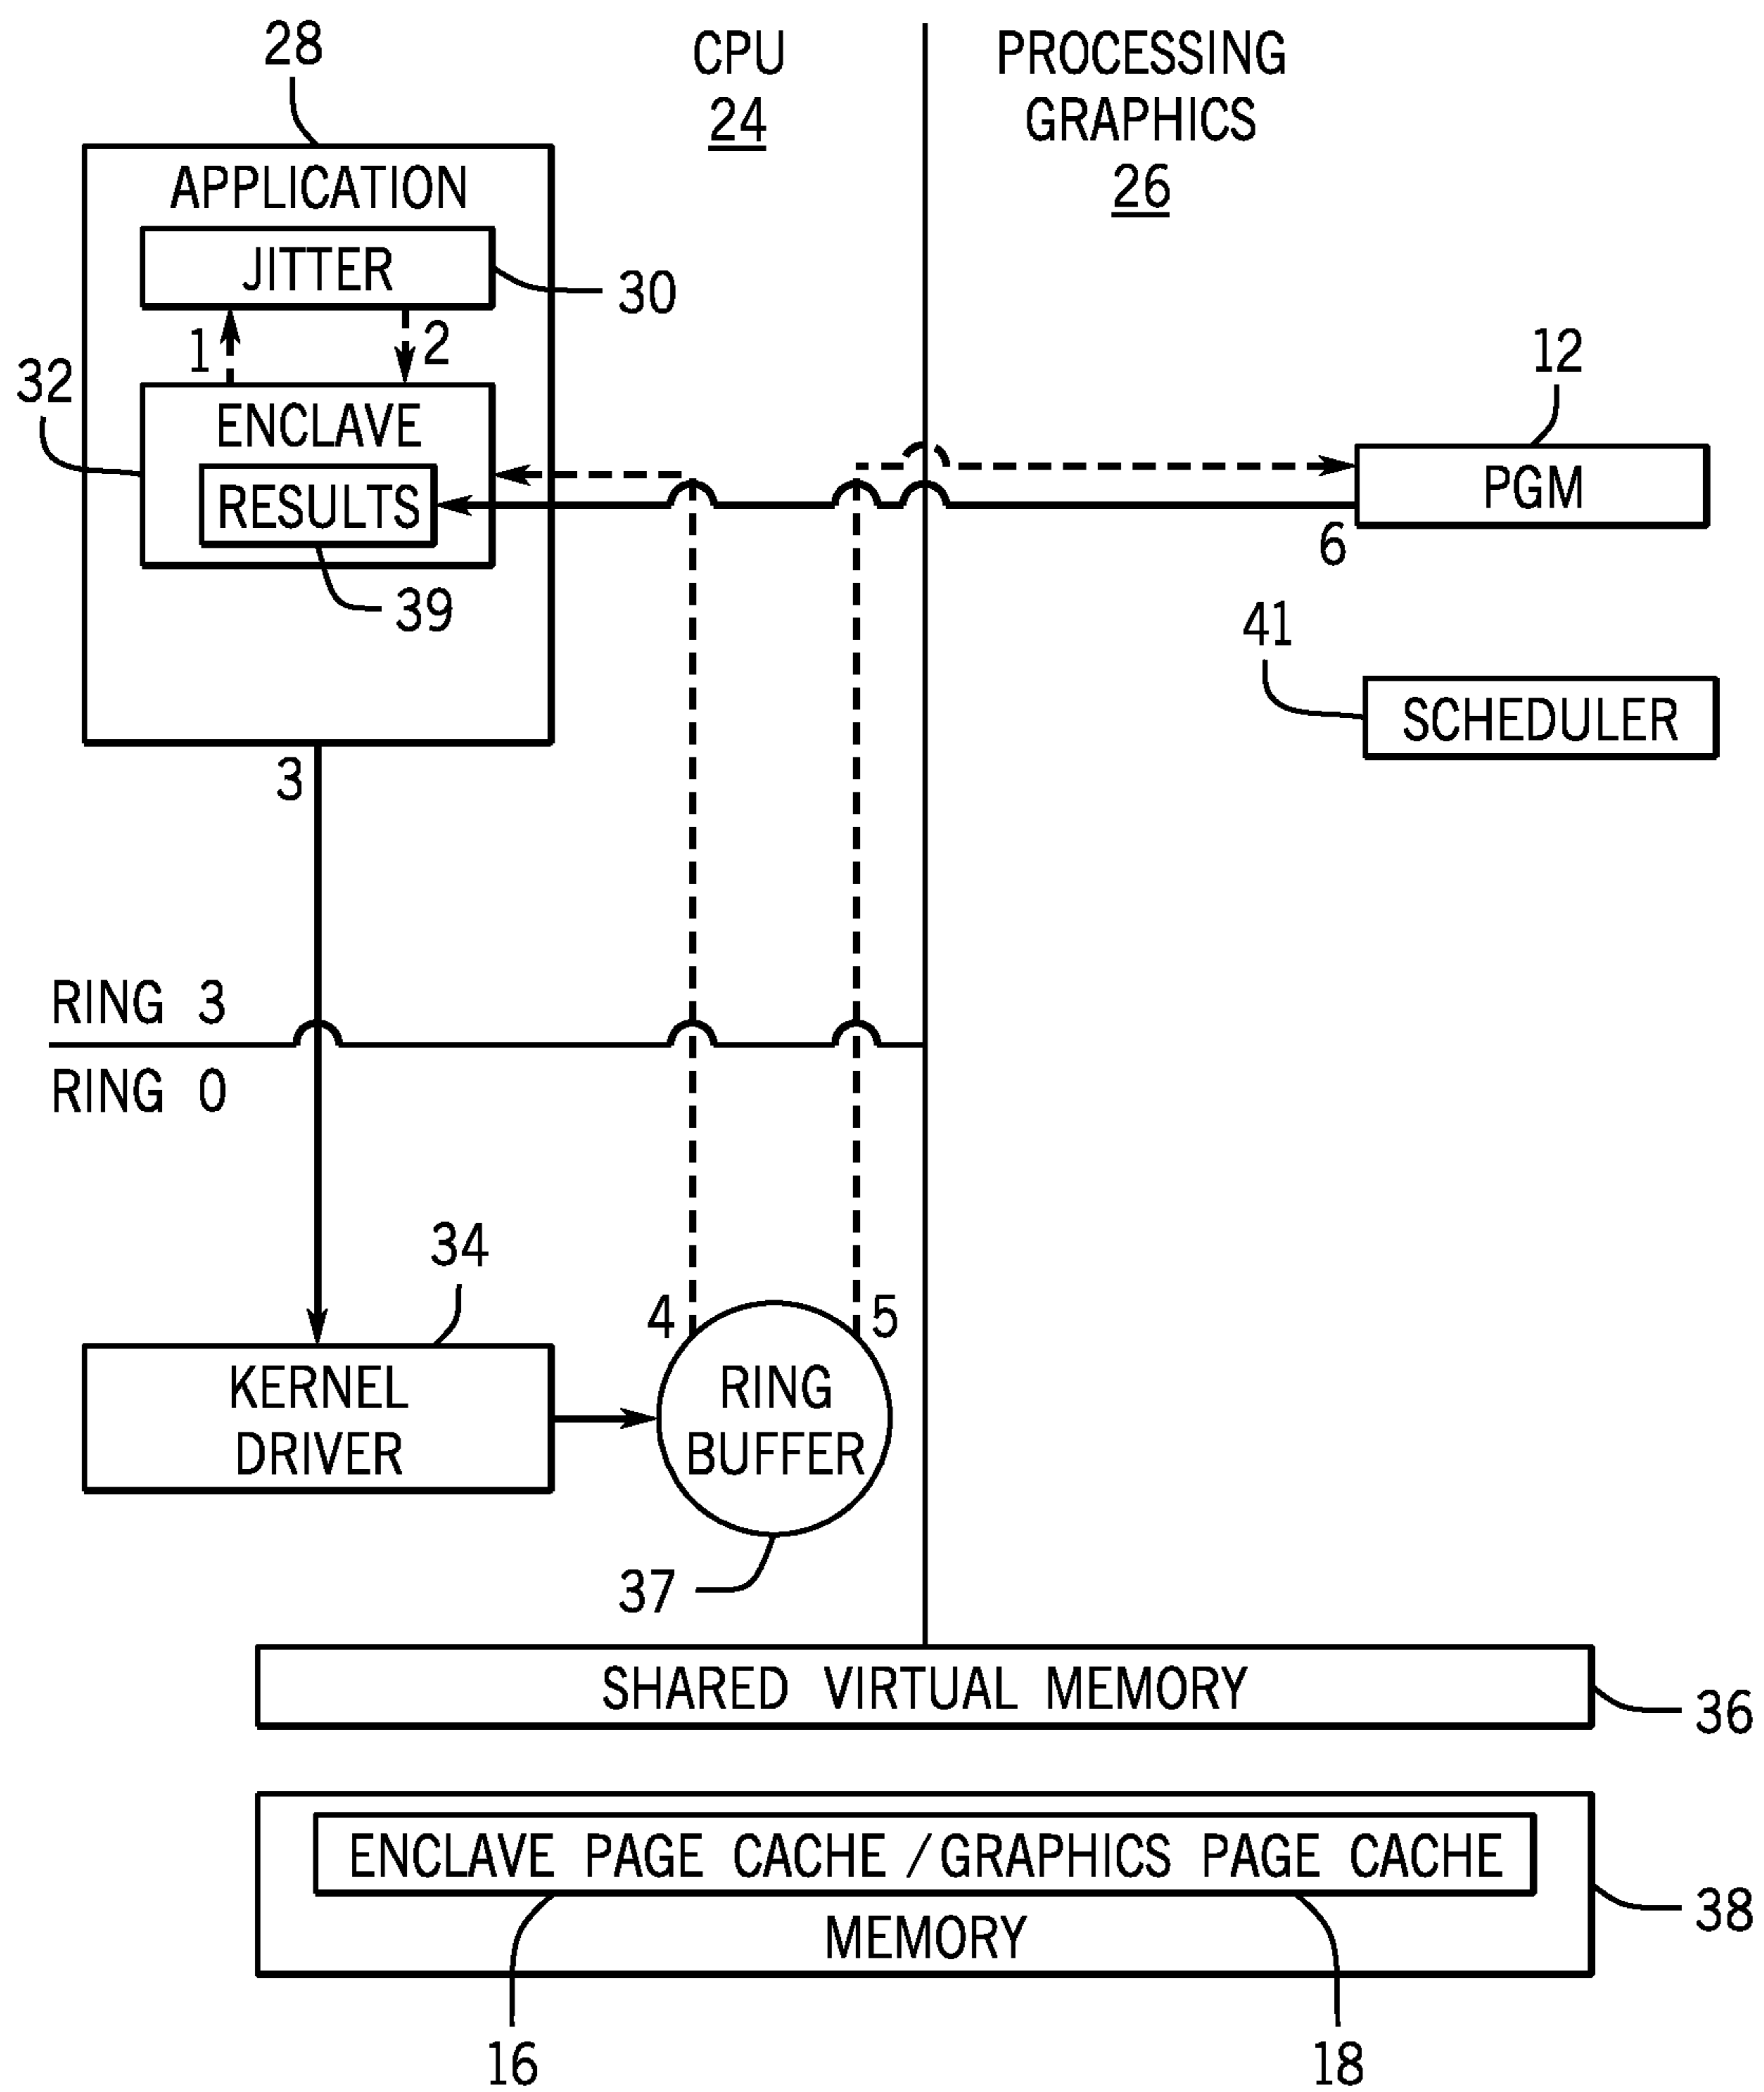 28
CPU
24
PROCESSING
GRAPHICS
26
APPLICATION
JITTER
30
1
2
32
12
ENCLAVE
PGM
RESULTS
6
39
41
SCHEDULER
3
RING 3
RING 0
34
4
5
KERNEL
DRIVER
RING
BUFFER
37
SHARED VIRTUAL MEMORY
36
ENCLAVE PAGE CACHE/GRAPHICS PAGE CACHE
38
MEMORY
16
18